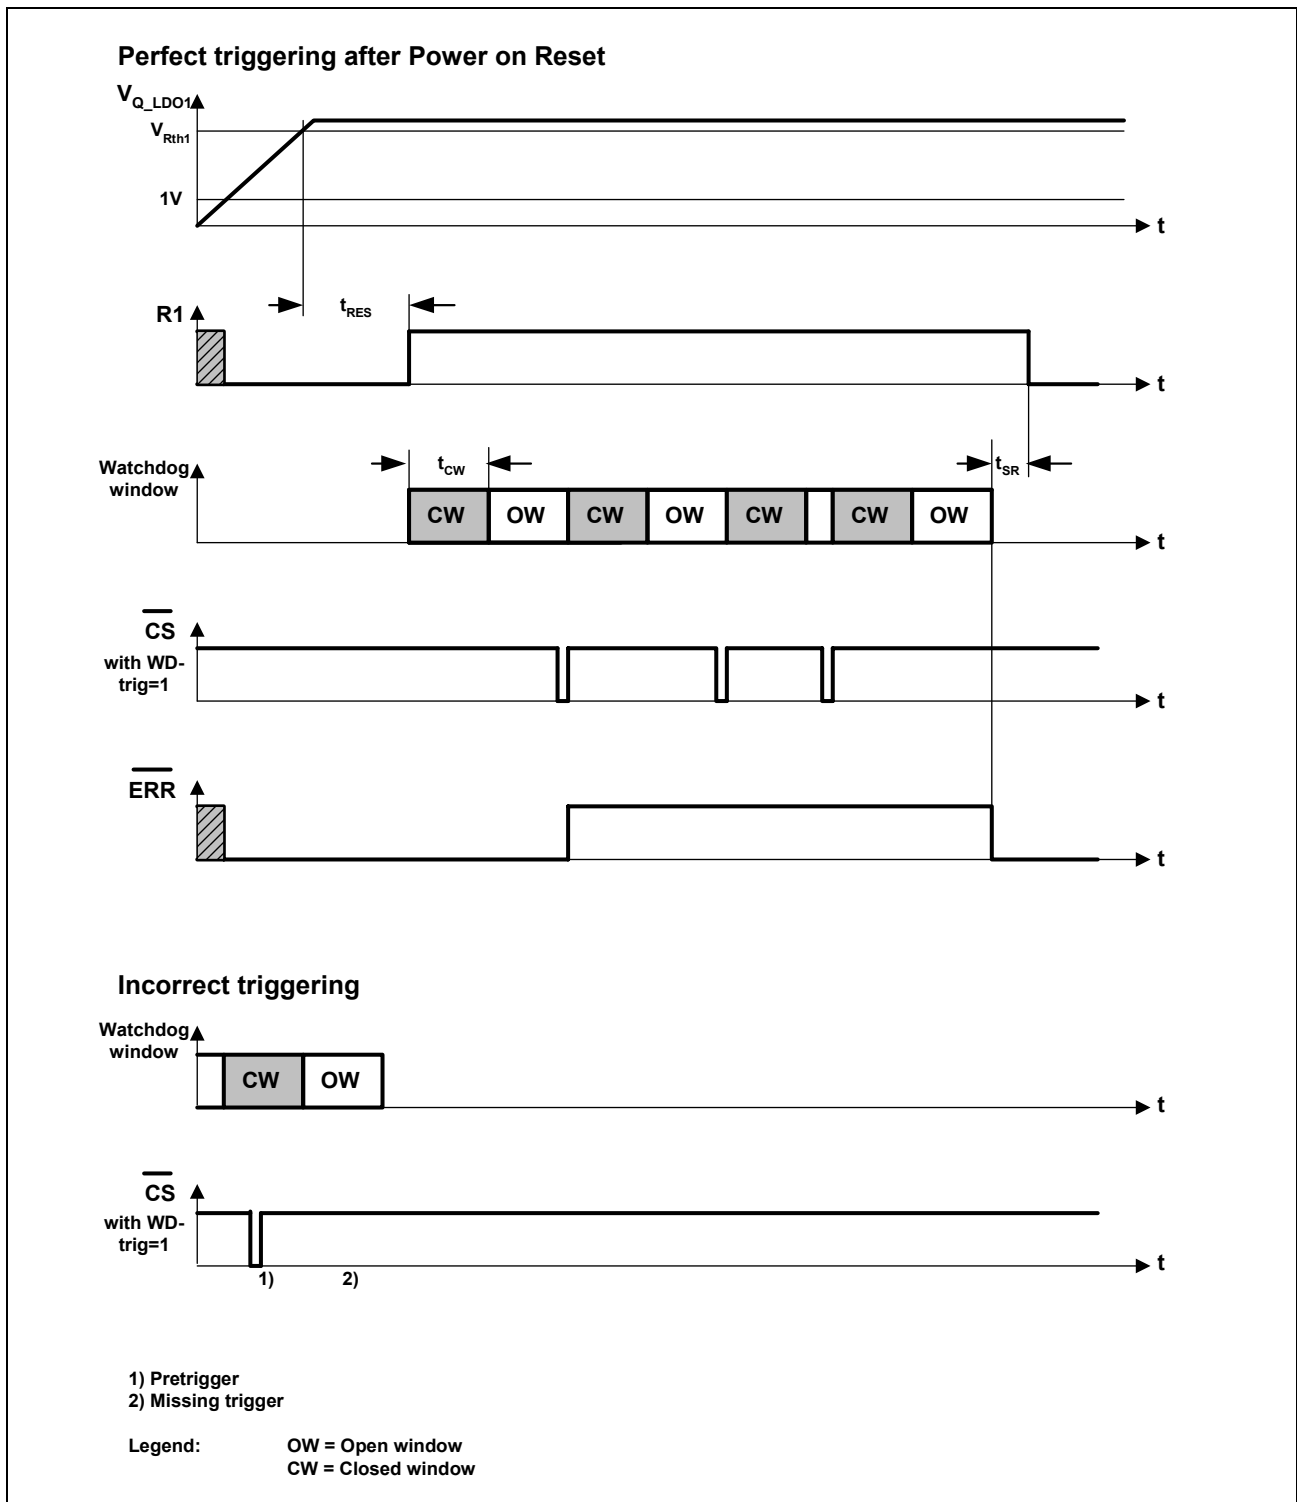 Perfect triggering after Power on Reset
V_Q_LDO1
V_Rth1
1V
t
R1
t_RES
t
Watchdog
window
t_CW
t_SR
CW OW CW OW CW CW OW
t
CS
with WD-
trig=1
t
ERR
t
Incorrect triggering
Watchdog
window
CW OW
t
CS
with WD-
trig=1
t
1) 2)
1) Pretrigger
2) Missing trigger
Legend: OW = Open window
CW = Closed window